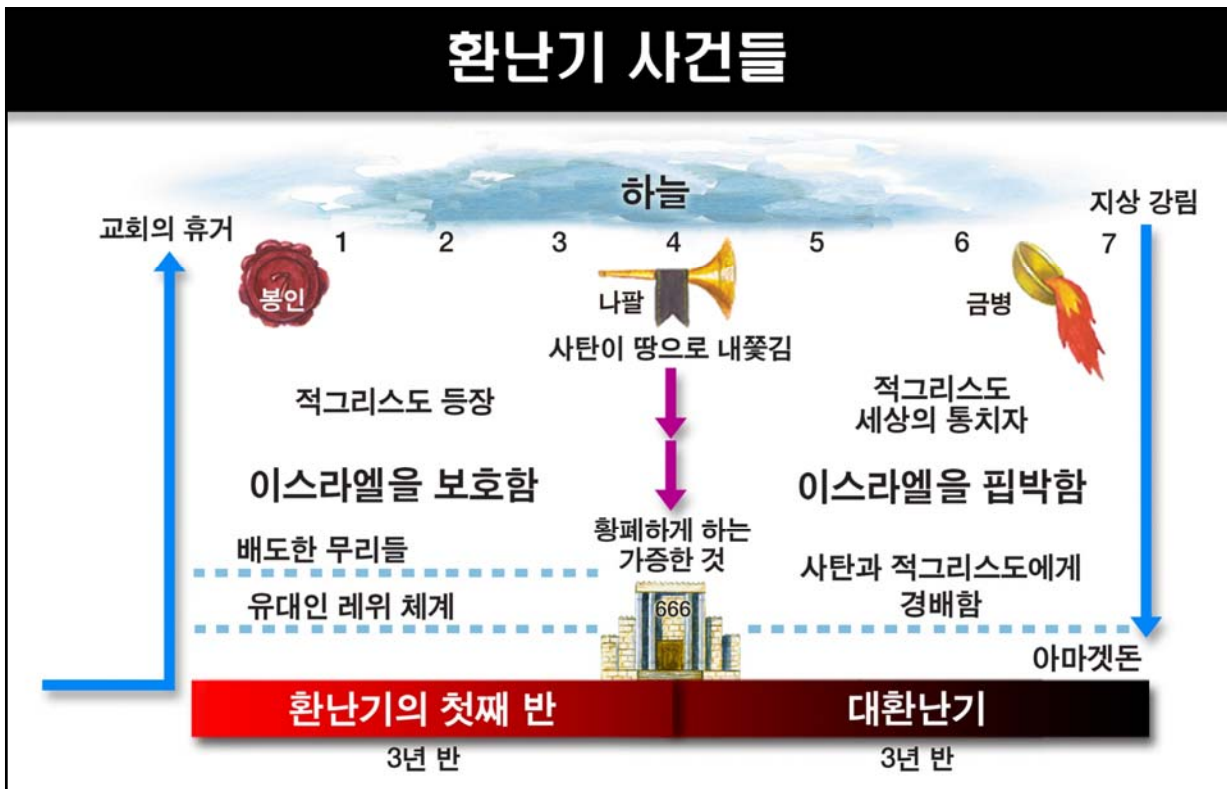 환난기 사건들
하늘
교회의 휴거
지상 강림
1 2 3 4 5 6 7
봉인
나팔
금병
사탄이 땅으로 내쫓김
적그리스도 등장
적그리스도
세상의 통치자
이스라엘을 보호함
이스라엘을 핍박함
황폐하게 하는
가증한 것
배도한 무리들
사탄과 적그리스도에게
경배함
유대인 레위 체계
666
아마겟돈
환난기의 첫째 반
대환난기
3년 반
3년 반